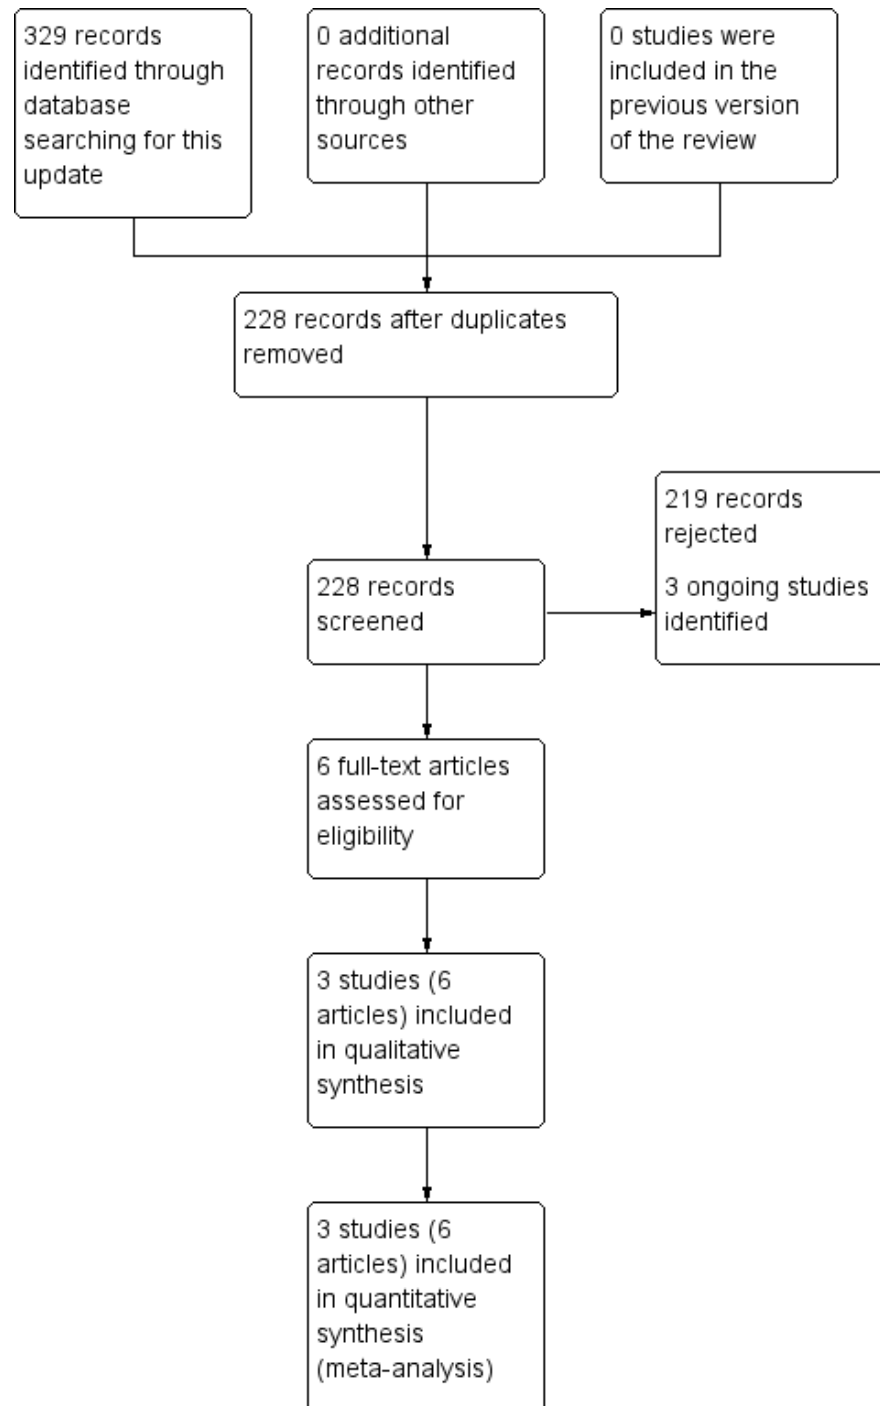 329 records
identified through
database
searching for this
update
0 additional
records identified
through other
sources
0 studies were
included in the
previous version
of the review
228 records after duplicates
removed
219 records
rejected
3 ongoing studies
identified
228 records
screened
6 full-text articles
assessed for
eligibility
3 studies (6
articles) included
in qualitative
synthesis
3 studies (6
articles) included
in quantitative
synthesis
(meta-analysis)